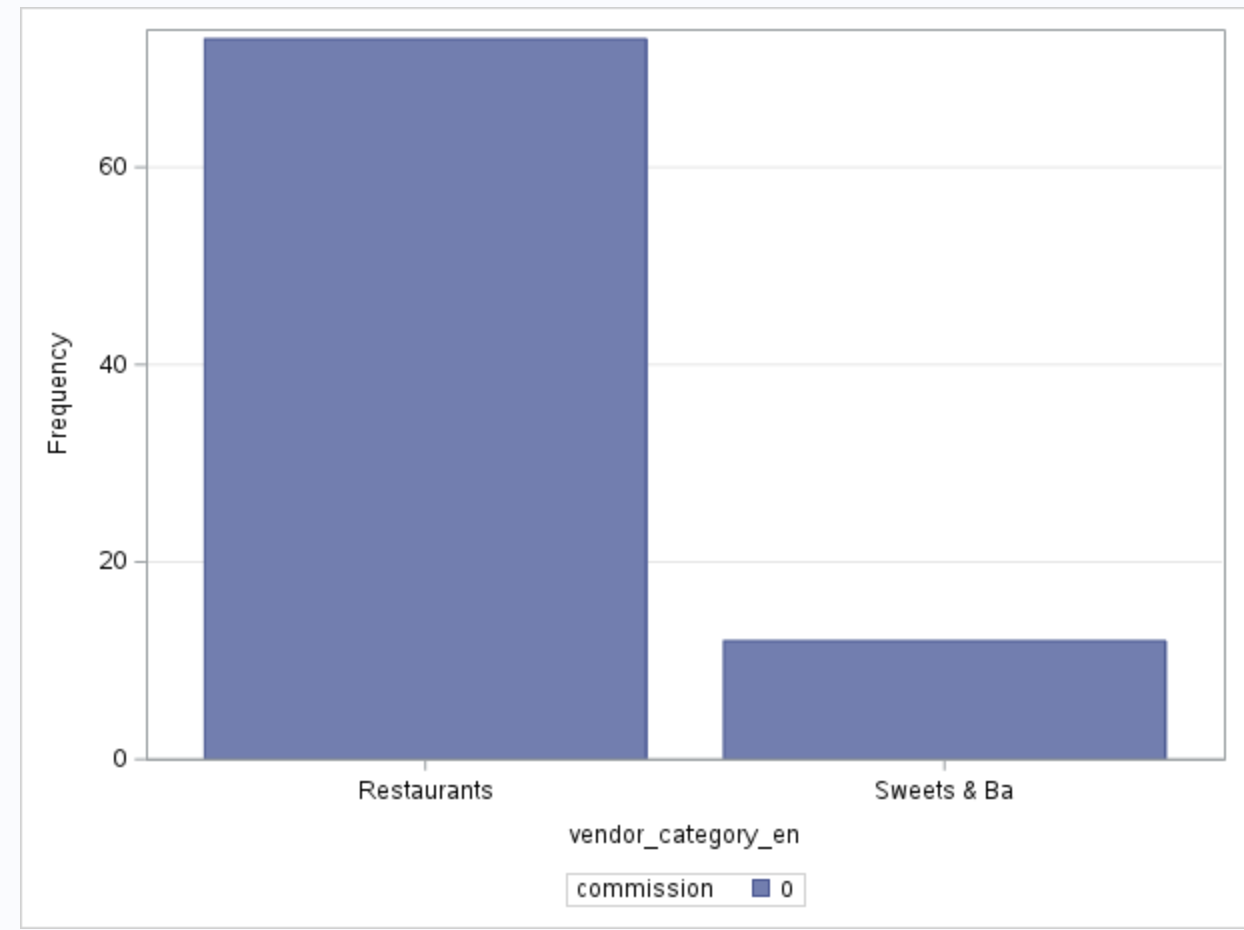 Frequency
60
40
20
0
Restaurants
Sweets & Ba
vendor_category_en
commission 0